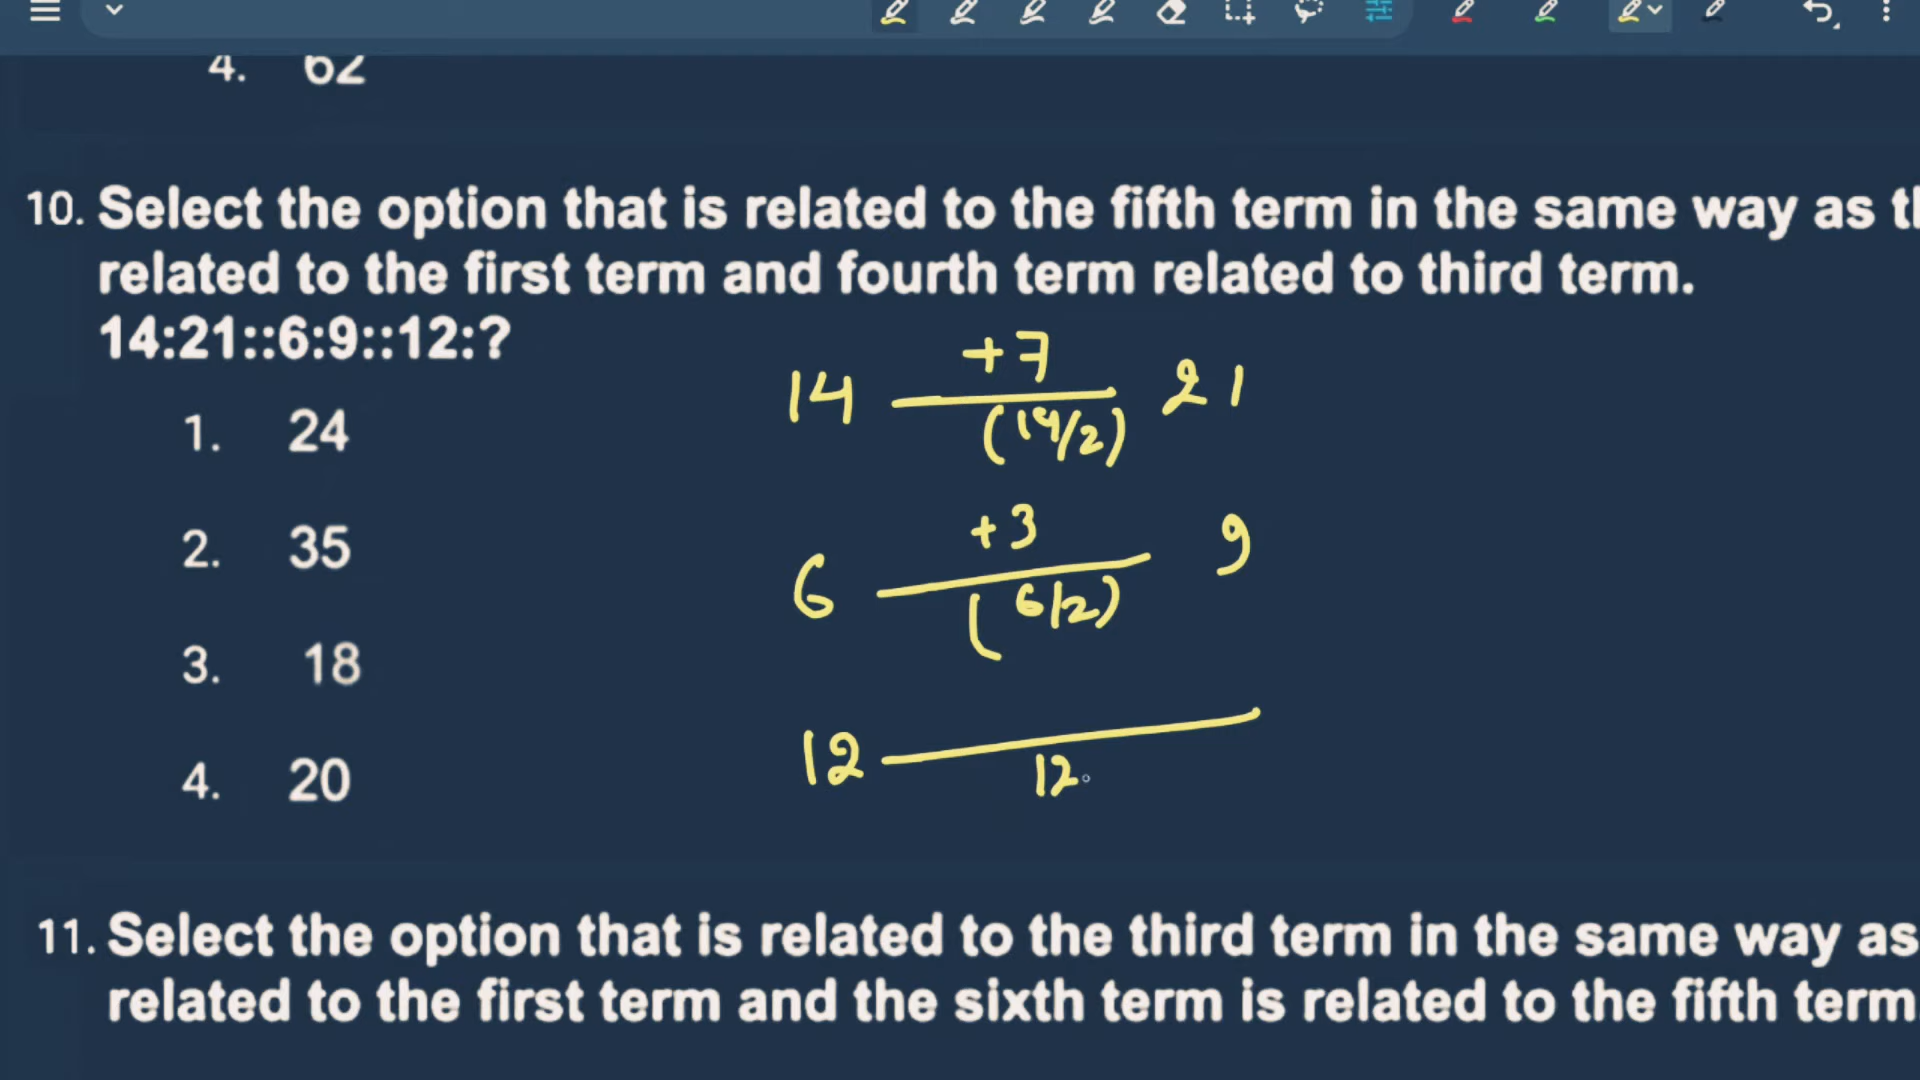 4. 62
10. Select the option that is related to the fifth term in the same way as
related to the first term and fourth term related to third term.
14:21::6:9::12:?
1. 24
2. 35
3. 18
4. 20
14 +7 21
(14/2)
6 +3 9
(6/2)
12
12
11. Select the option that is related to the third term in the same way as
related to the first term and the sixth term is related to the fifth term